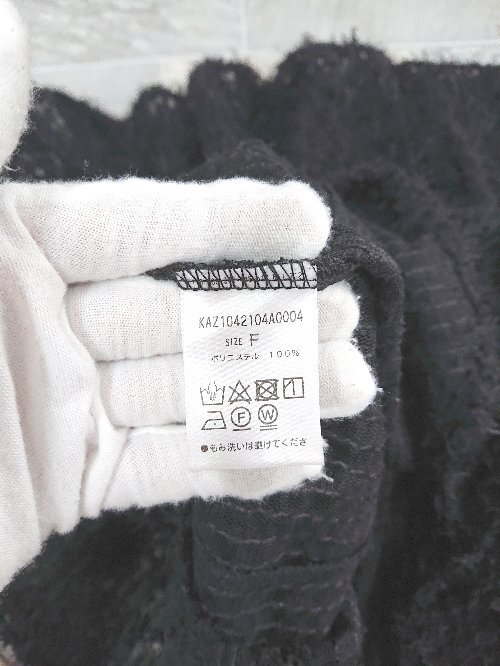 KAZ1042104A0004
SIZE F
ポリエステル 100%
F W
●もみ洗いは避けてくださ